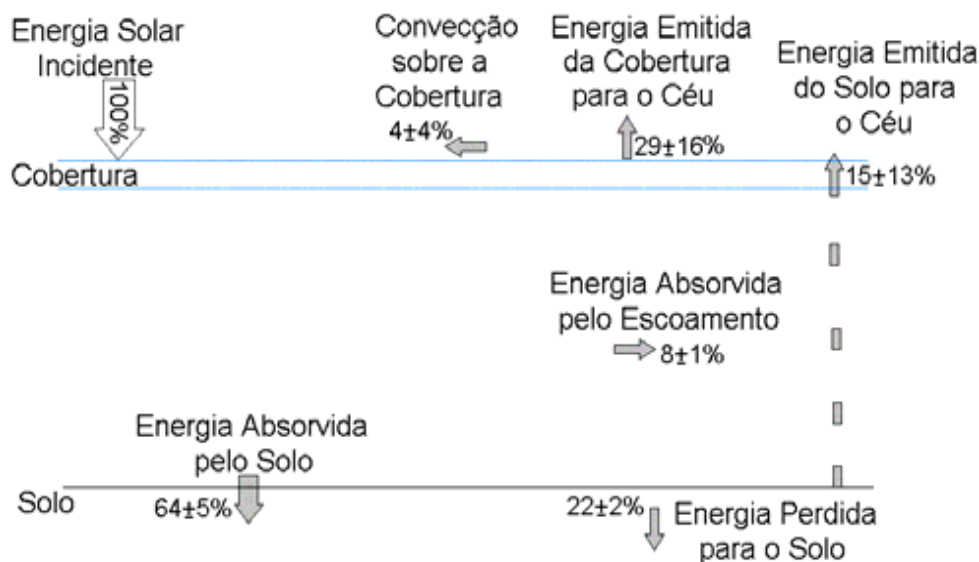 Energia Solar
Incidente
100%
Convecção
sobre a
Cobertura
4±4%
Energia Emitida
da Cobertura
para o Céu
29±16%
Energia Emitida
do Solo para
o Céu
15±13%
Cobertura
Energia Absorvida
pelo Escoamento
8±1%
Energia Absorvida
pelo Solo
64±5%
Solo
22±2%
Energia Perdida
para o Solo